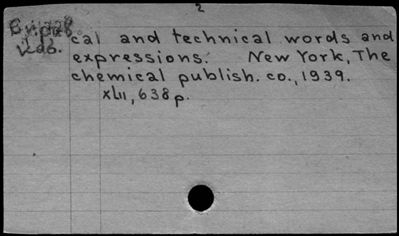 2
cal and technical words and
expressions. New York, The
chemical publish. co., 1939.
xlii, 638 p.